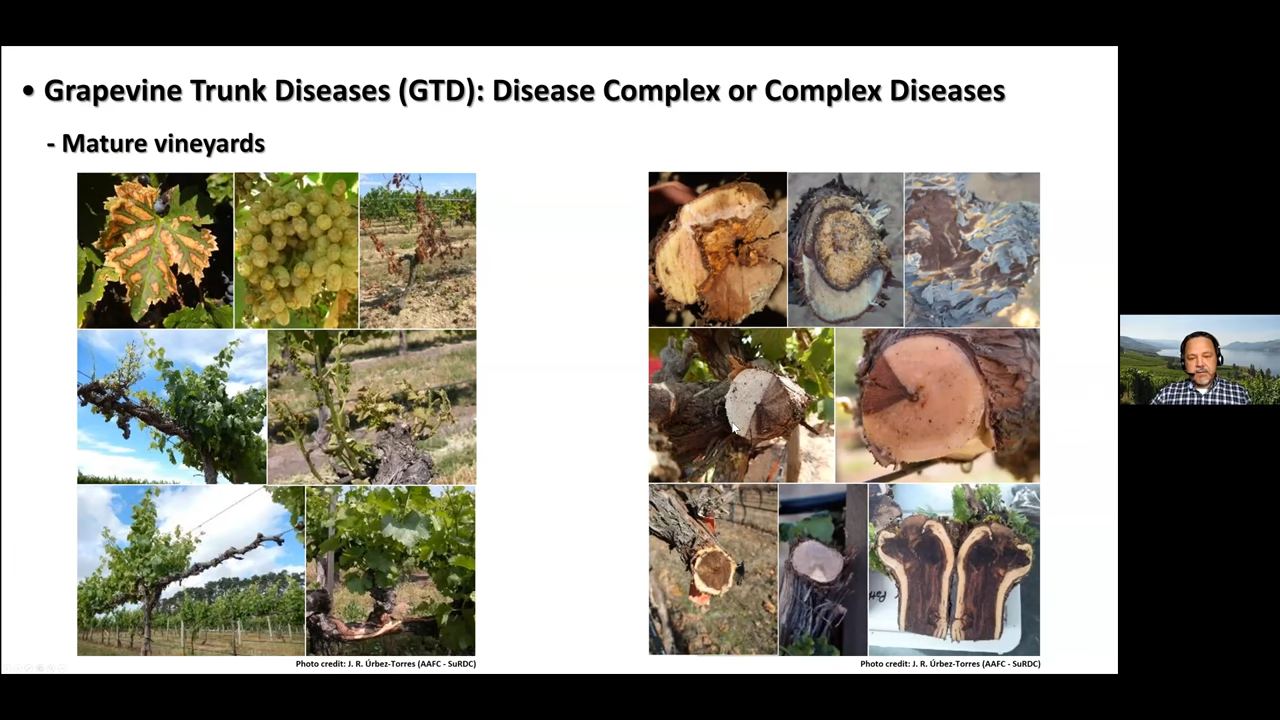 • Grapevine Trunk Diseases (GTD): Disease Complex or Complex Diseases
- Mature vineyards
Photo credit: J. R. Úrbez-Torres (AAFC - SuRDC)
Photo credit: J. R. Úrbez-Torres (AAFC - SuRDC)